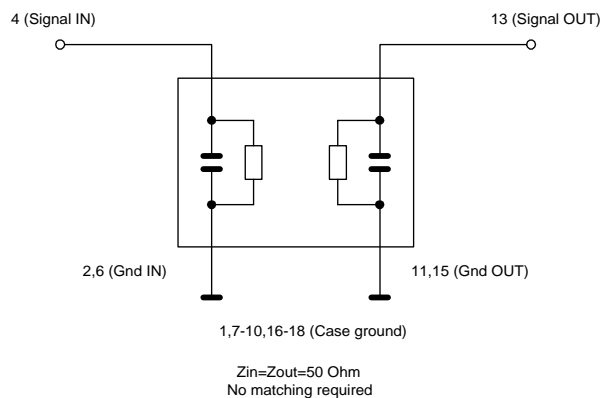 4 (Signal IN)
13 (Signal OUT)
2,6 (Gnd IN)
11,15 (Gnd OUT)
1,7-10,16-18 (Case ground)
Zin=Zout=50 Ohm
No matching required